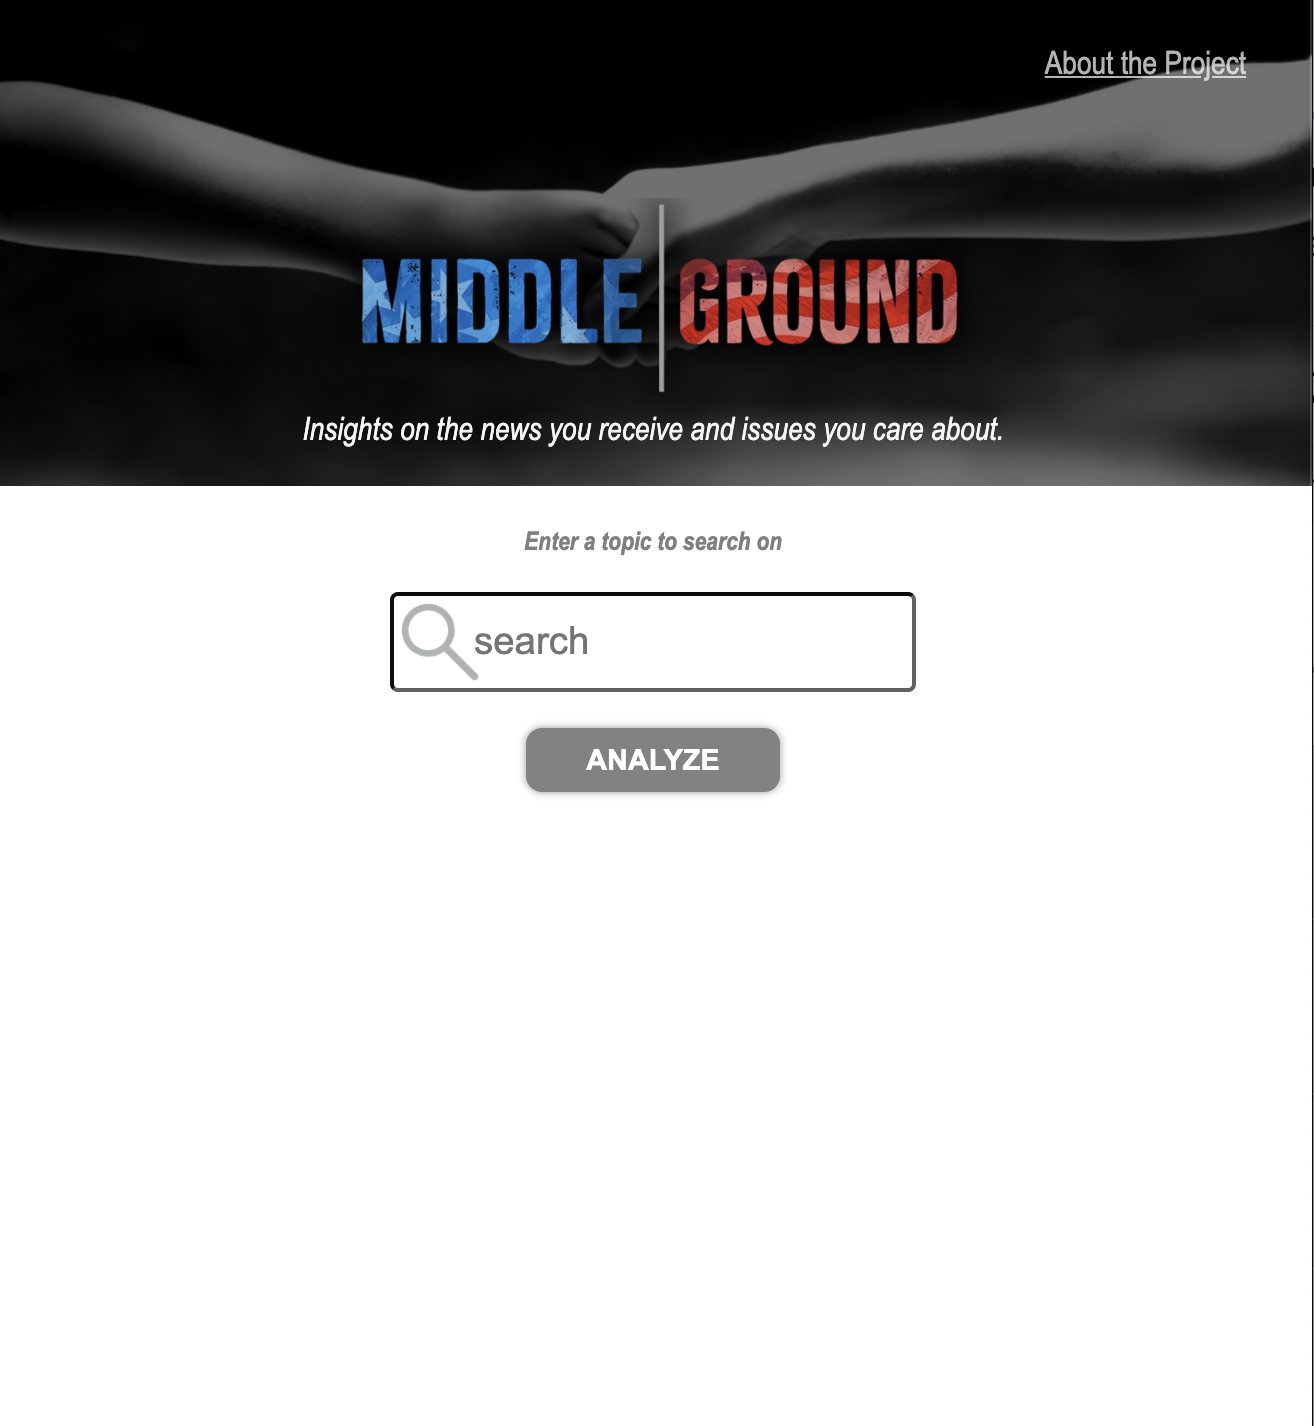 About the Project
MIDDLE GROUND
Insights on the news you receive and issues you care about.
Enter a topic to search on
search
ANALYZE